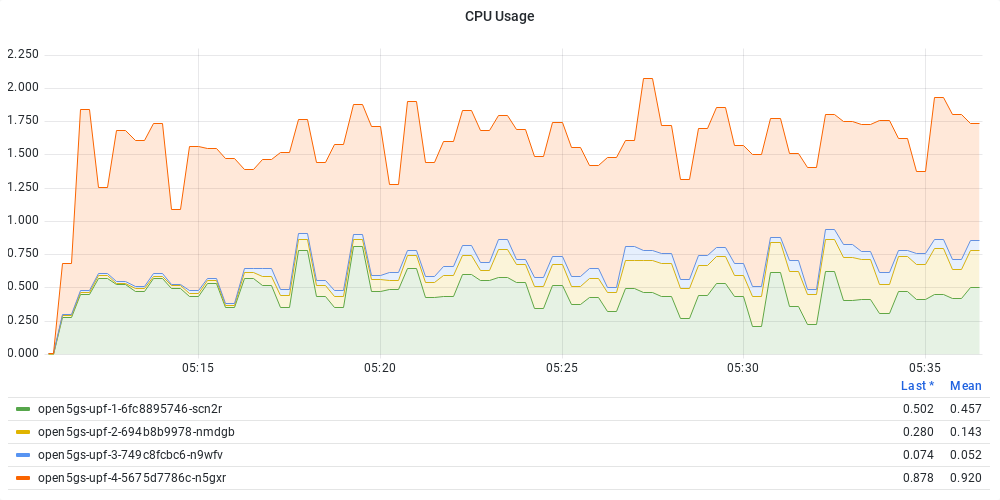 CPU Usage
2.250
2.000
1.750
1.500
1.250
1.000
0.750
0.500
0.250
0.000
05:15 05:20 05:25 05:30 05:35
Last * Mean
open5gs-upf-1-6fc8895746-scn2r 0.502 0.457
open5gs-upf-2-694b8b9978-nmdgb 0.280 0.143
open5gs-upf-3-749c8fcbc6-n9wfv 0.074 0.052
open5gs-upf-4-5675d7786c-n5gxr 0.878 0.920